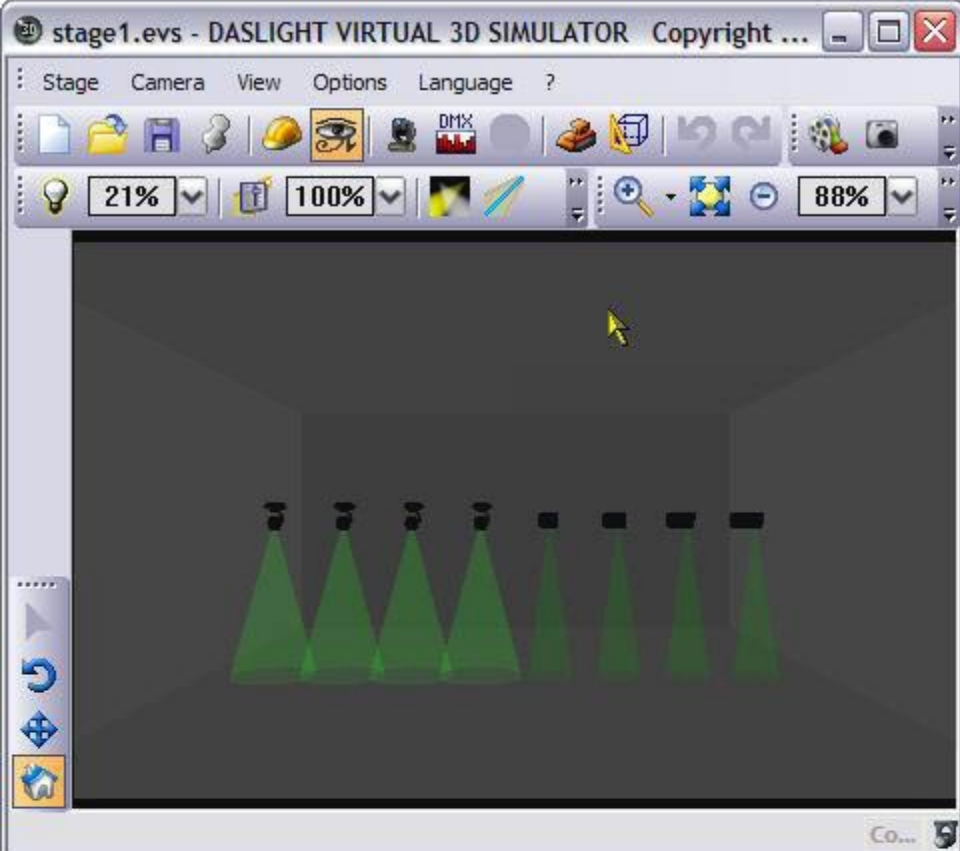 stage1.evs - DASLIGHT VIRTUAL 3D SIMULATOR Copyright ...
Stage Camera View Options Language ?
DMX
21% 100% 88%
Co...